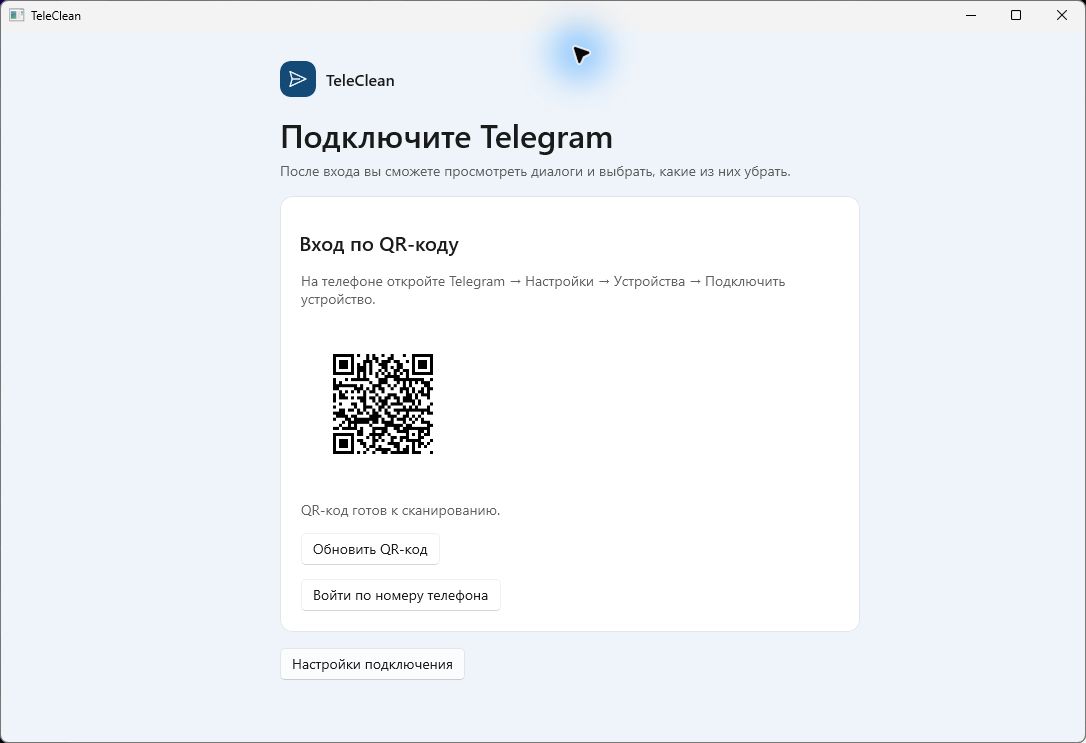 TeleClean
TeleClean
Подключите Telegram
После входа вы сможете просмотреть диалоги и выбрать, какие из них убрать.
Вход по QR-коду
На телефоне откройте Telegram → Настройки → Устройства → Подключить
устройство.
QR-код готов к сканированию.
Обновить QR-код
Войти по номеру телефона
Настройки подключения